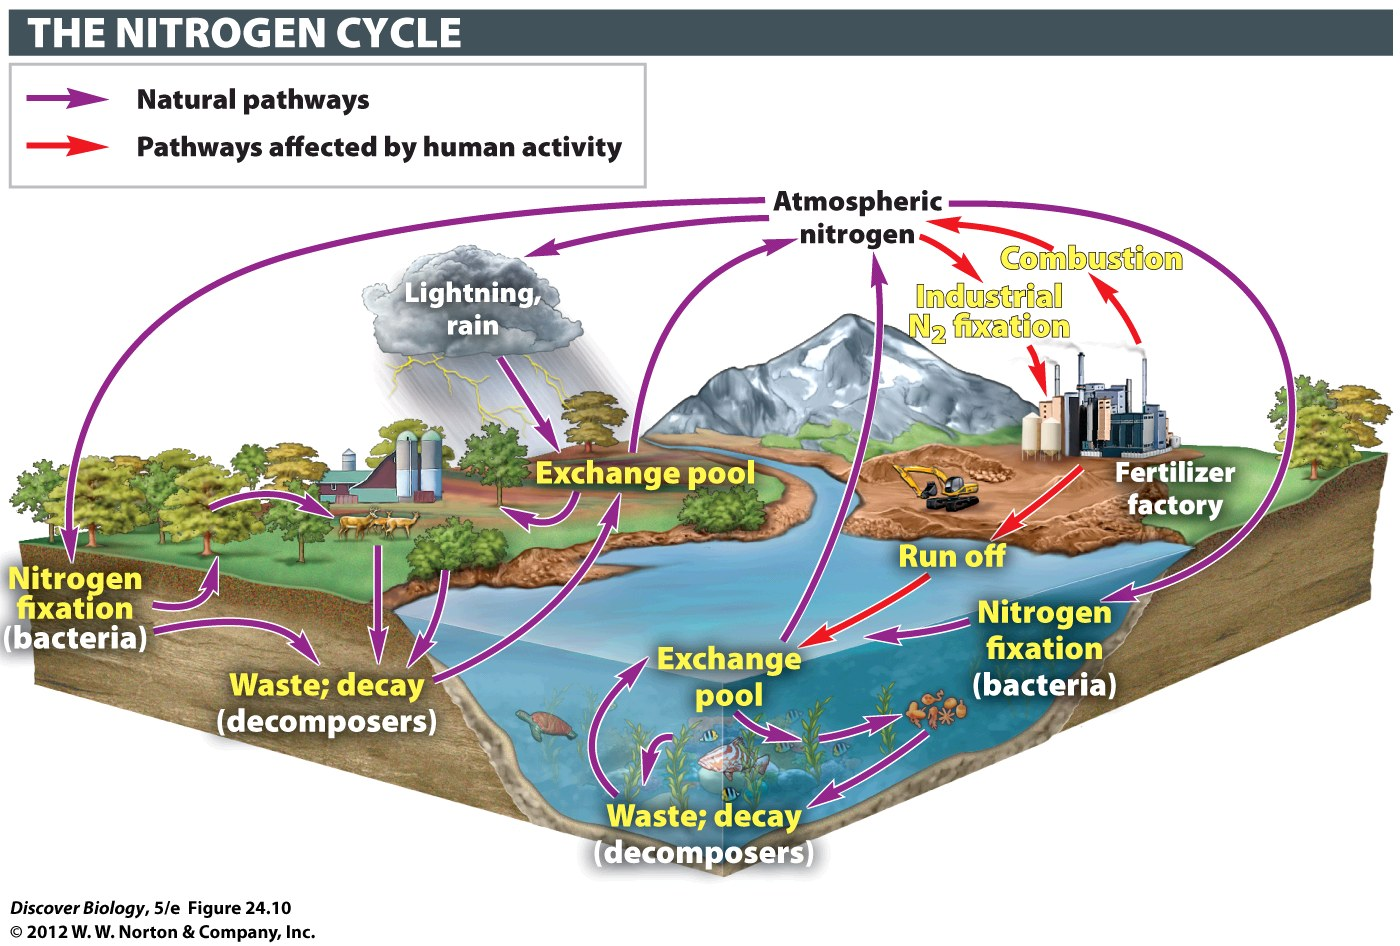 THE NITROGEN CYCLE
Natural pathways
Pathways affected by human activity
Atmospheric
nitrogen
Combustion
Industrial
N₂ fixation
Lightning,
rain
Exchange pool
Fertilizer
factory
Run off
Nitrogen
fixation
(bacteria)
Nitrogen
fixation
(bacteria)
Exchange
pool
Waste; decay
(decomposers)
Waste; decay
(decomposers)
Discover Biology, 5/e Figure 24.10
© 2012 W. W. Norton & Company, Inc.